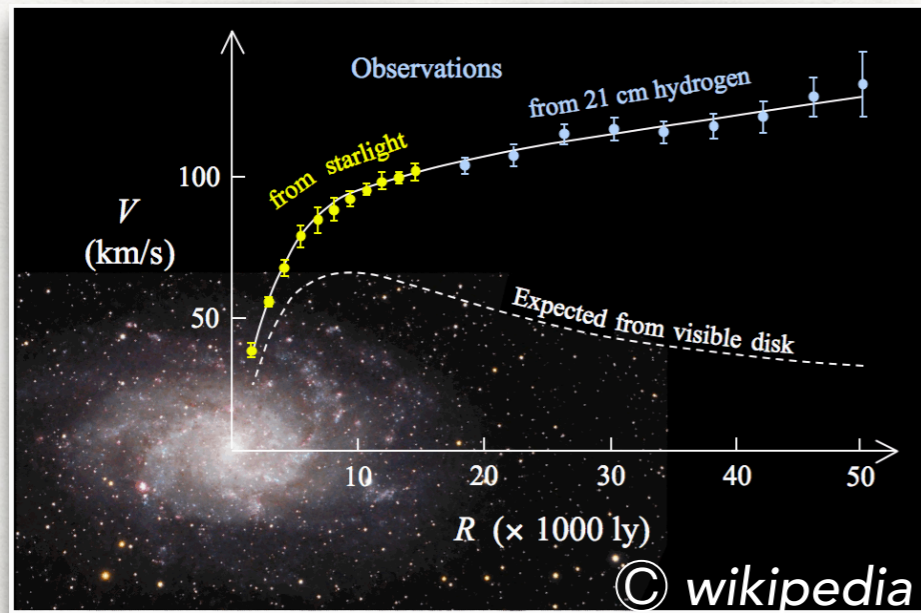 Observations
from 21 cm hydrogen
from starlight
100
V
(km/s)
50
Expected from visible disk
10 20 30 40 50
R (× 1000 ly)
© wikipedia